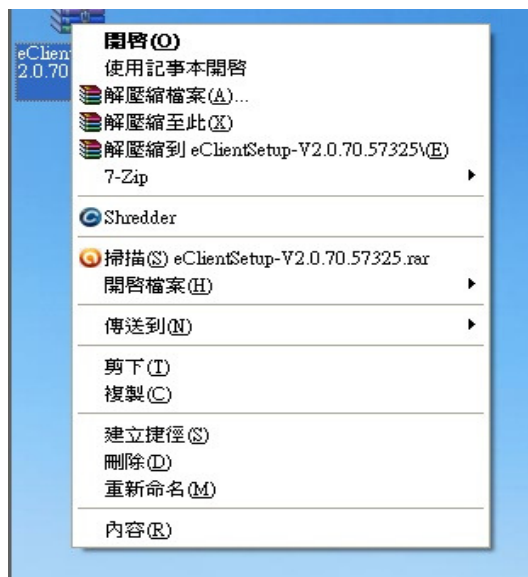 eClien
2.0.70
開啓(O)
使用記事本開啓
解壓縮檔案(A)...
解壓縮至此(X)
解壓縮到 eClientSetup-V2.0.70.57325\(E)
7-Zip
Shredder
掃描(S) eClientSetup-V2.0.70.57325.rar
開啓檔案(H)
傳送到(N)
剪下(T)
複製(C)
建立捷徑(S)
刪除(D)
重新命名(M)
內容(R)